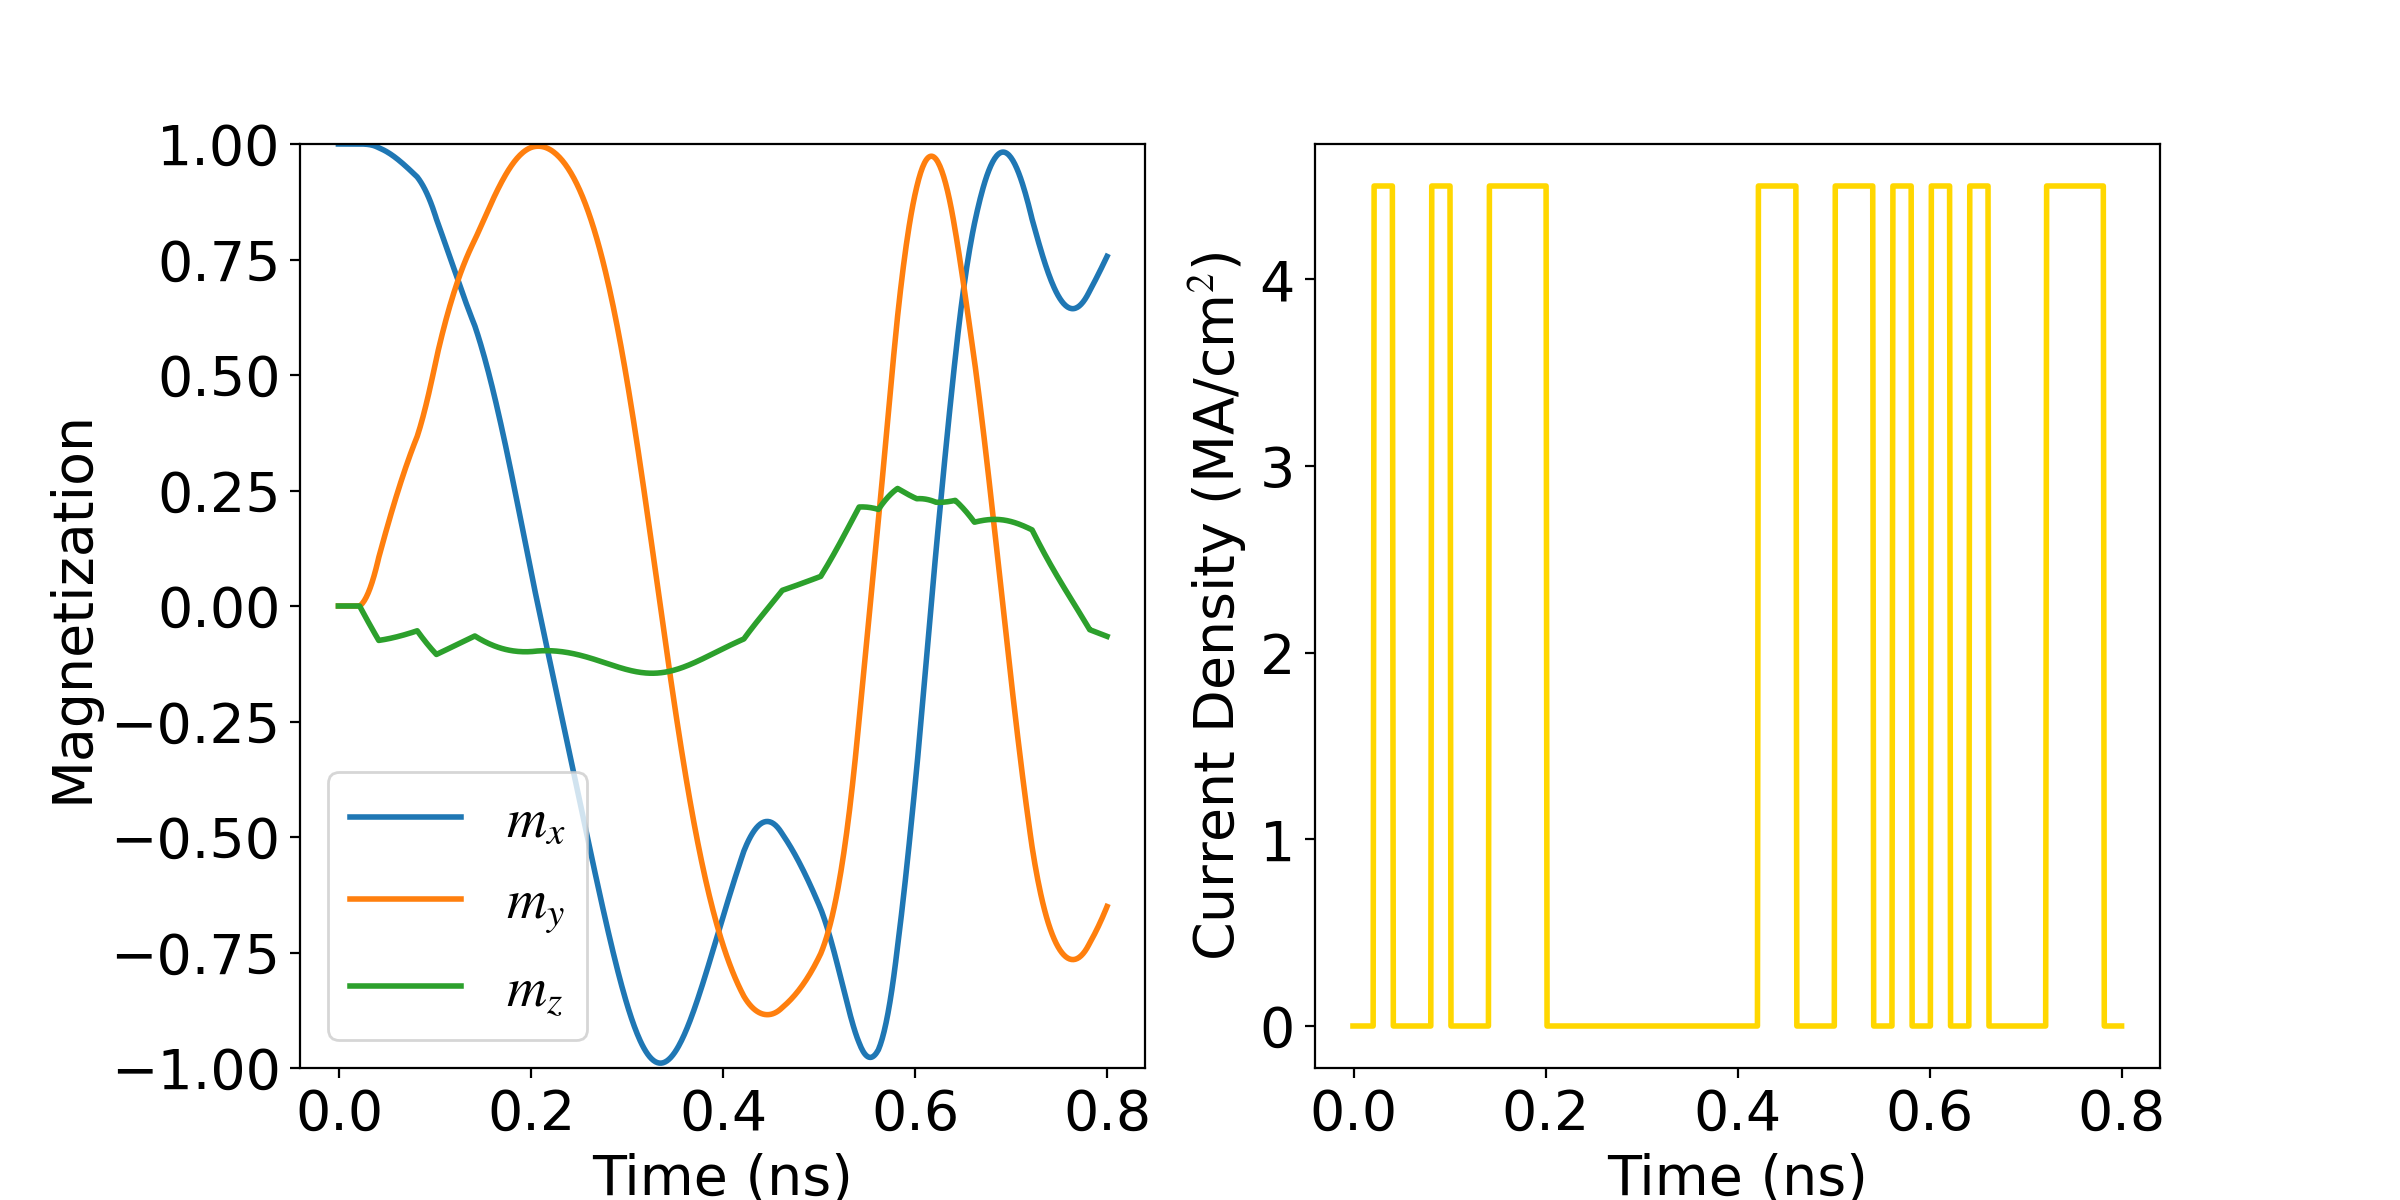 1.00
0.75
0.50
0.25
0.00
−0.25
−0.50
−0.75
−1.00
Magnetization
m_x
m_y
m_z
0.0 0.2 0.4 0.6 0.8
Time (ns)
4
3
2
1
0
Current Density (MA/cm²)
0.0 0.2 0.4 0.6 0.8
Time (ns)